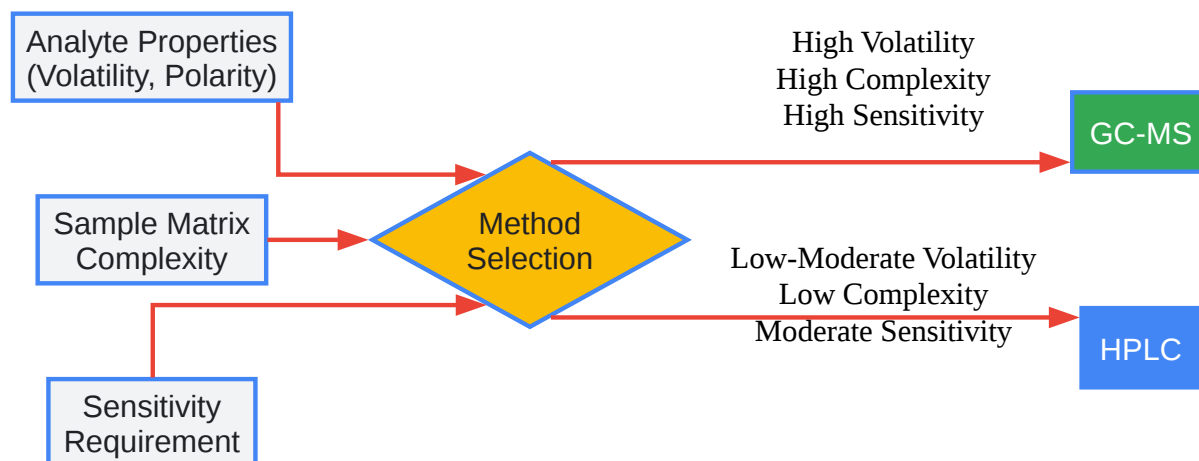 Analyte Properties
(Volatility, Polarity)
Sample Matrix
Complexity
Sensitivity
Requirement
Method
Selection
High Volatility
High Complexity
High Sensitivity
GC-MS
Low-Moderate Volatility
Low Complexity
Moderate Sensitivity
HPLC